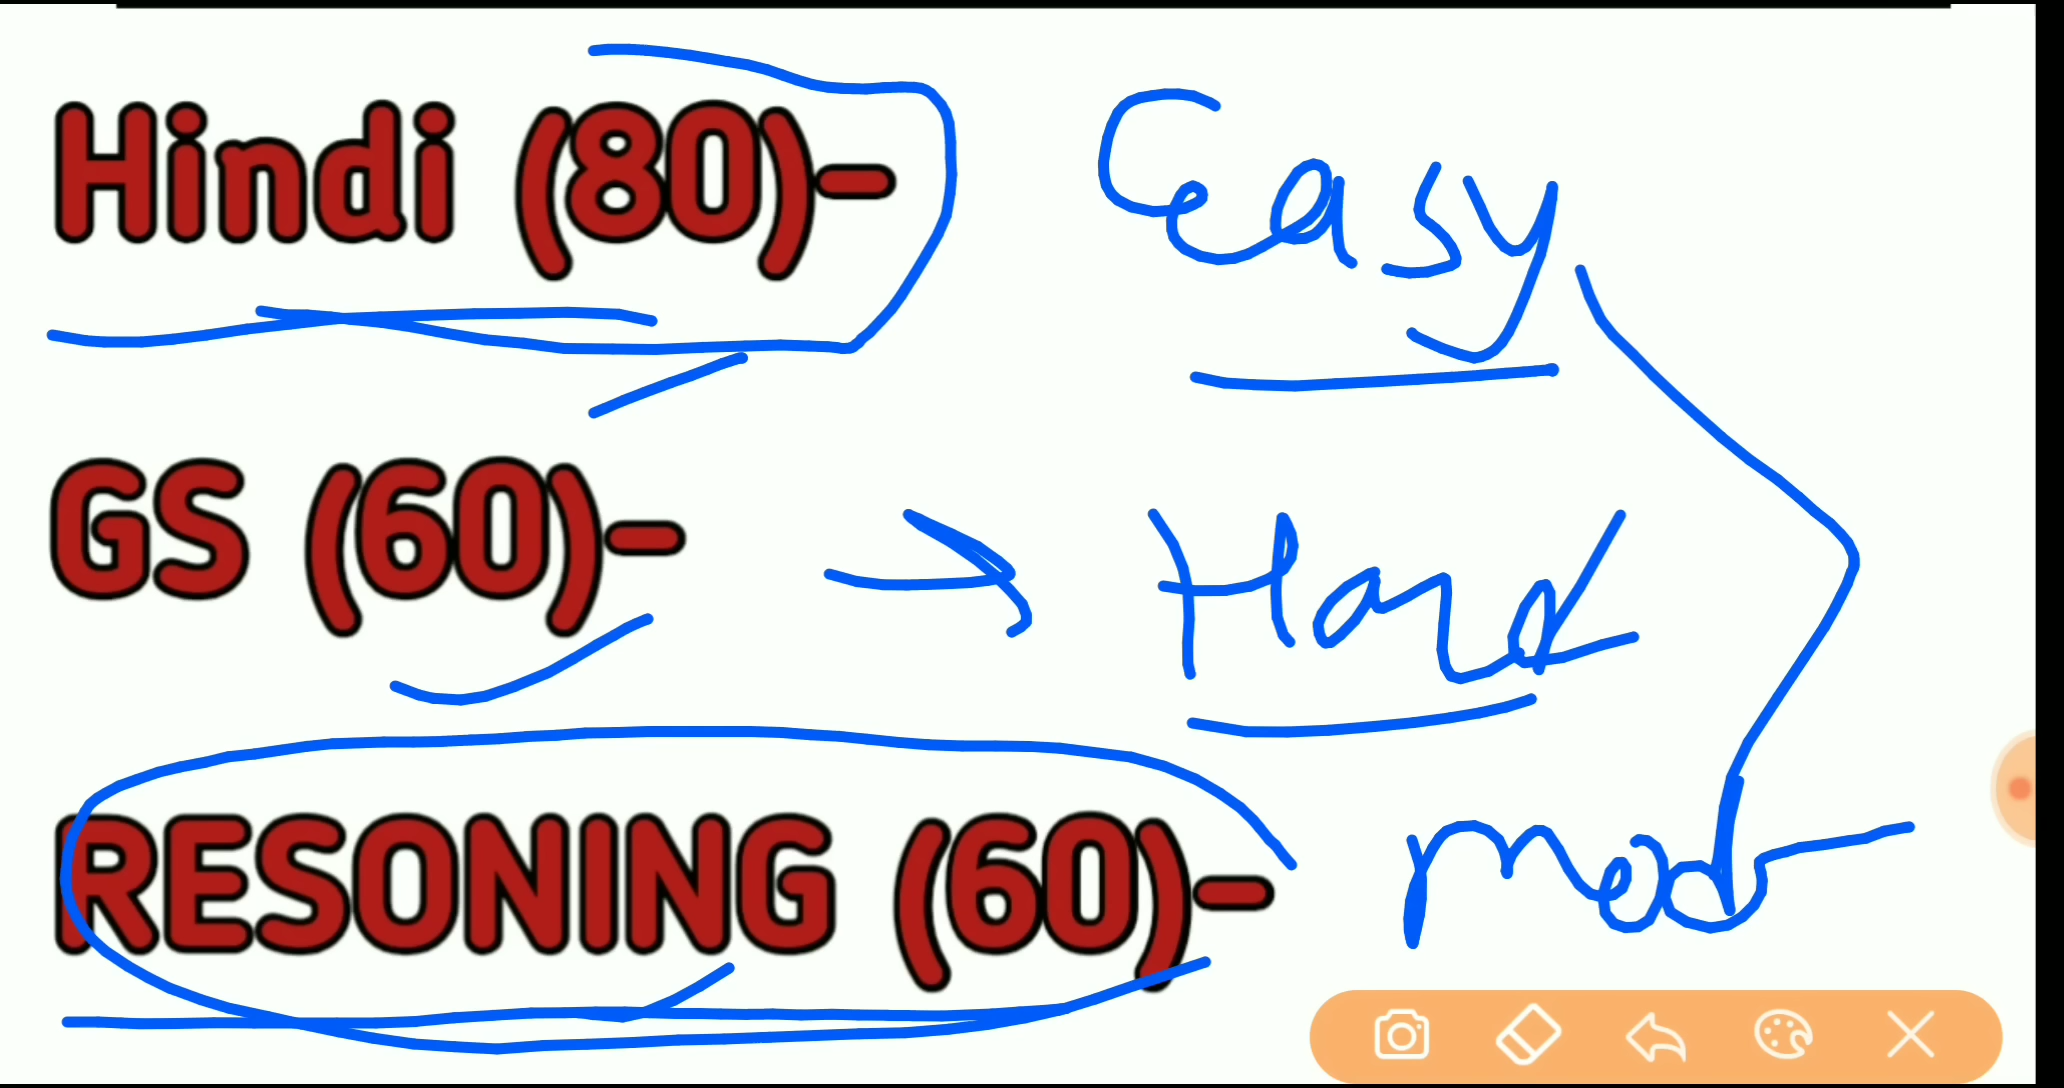 Hindi (80)- Easy
GS (60)- Hard
RESONING (60)- mod